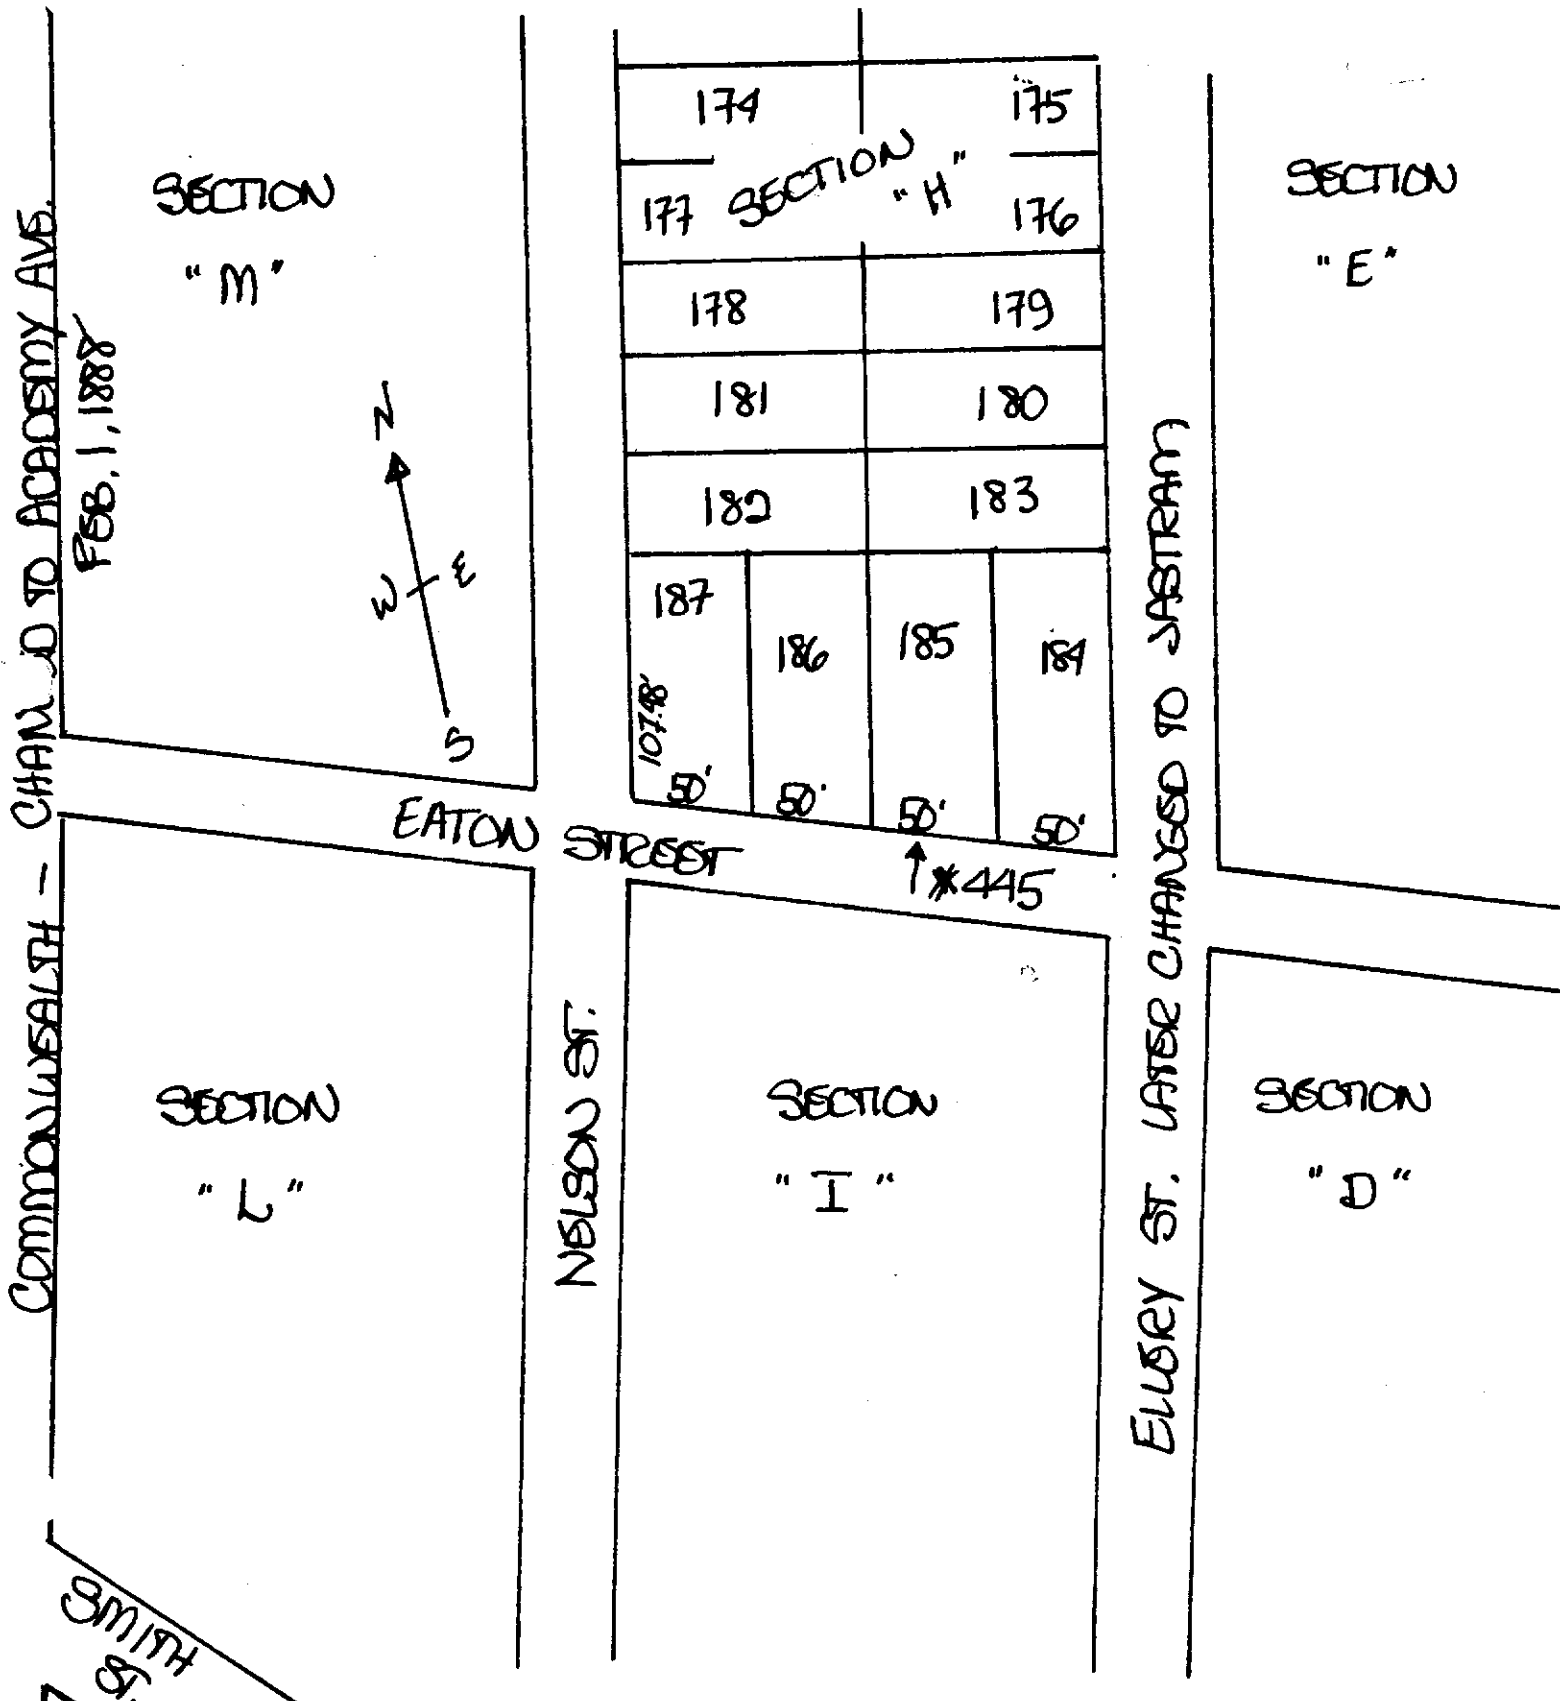 COMMONWEALTH - CHAN D TO ACADEMY AVE.
FEB. 1, 1888
SECTION
"M"
174
175
SECTION
"H"
177
176
178
179
181
180
182
183
187
186
185
184
107.48'
50'
50'
50'
50'
SECTION
"E"
N
W
E
S
EATON STREET
*445
ELLERY ST. LATER CHANGED TO JASTRAM
NELSON ST.
SECTION
"L"
SECTION
"I"
SECTION
"D"
SMITH
ST.